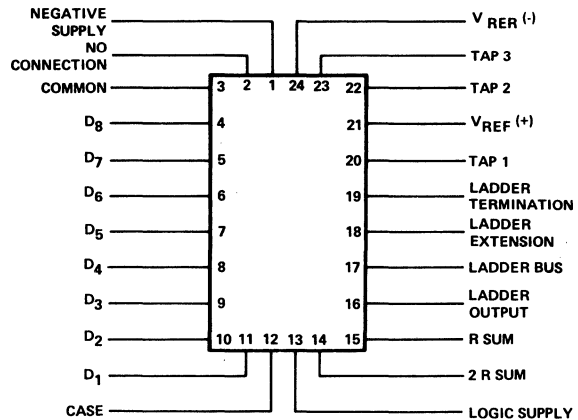 NEGATIVE
SUPPLY
NO
CONNECTION
COMMON
D8
D7
D6
D5
D4
D3
D2
D1
CASE
3 2 1 24 23 22
4 21
5 20
6 19
7 18
8 17
9 16
10 11 12 13 14 15
V RER (-)
TAP 3
TAP 2
VREF (+)
TAP 1
LADDER
TERMINATION
LADDER
EXTENSION
LADDER BUS
LADDER
OUTPUT
R SUM
2 R SUM
LOGIC SUPPLY